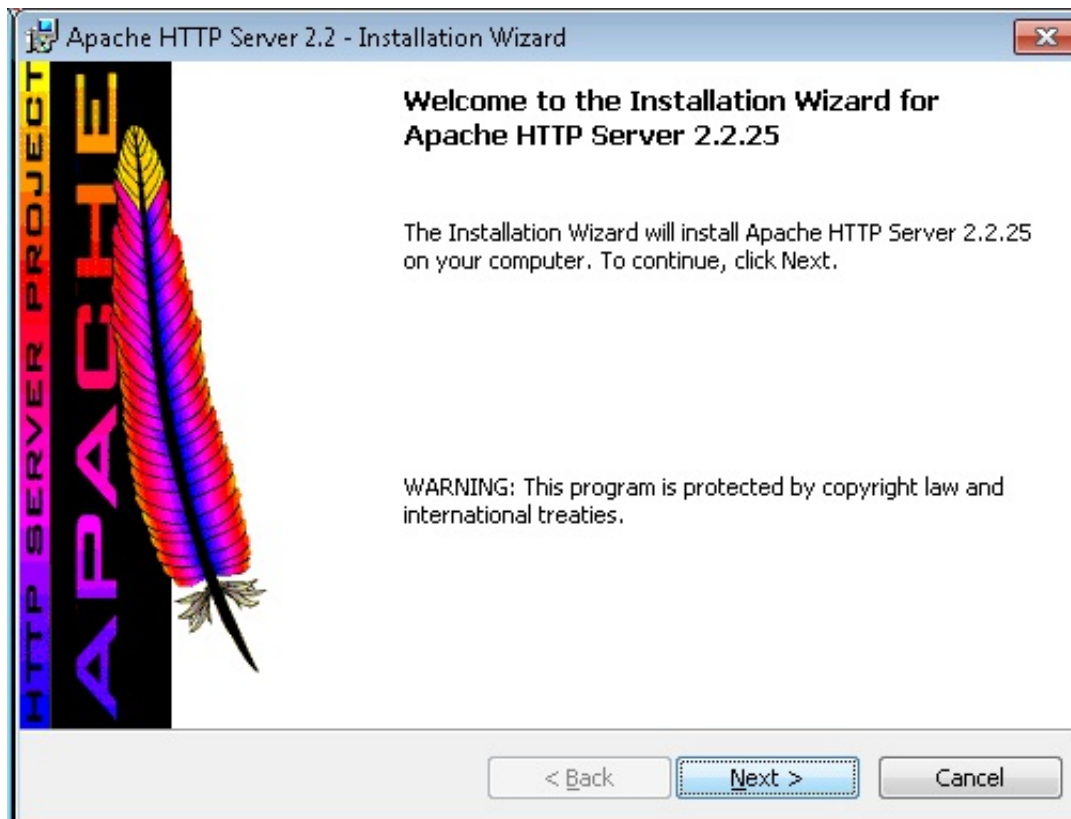 Apache HTTP Server 2.2 - Installation Wizard
HTTP SERVER PROJECT
APACHE
Welcome to the Installation Wizard for
Apache HTTP Server 2.2.25
The Installation Wizard will install Apache HTTP Server 2.2.25
on your computer. To continue, click Next.
WARNING: This program is protected by copyright law and
international treaties.
< Back
Next >
Cancel